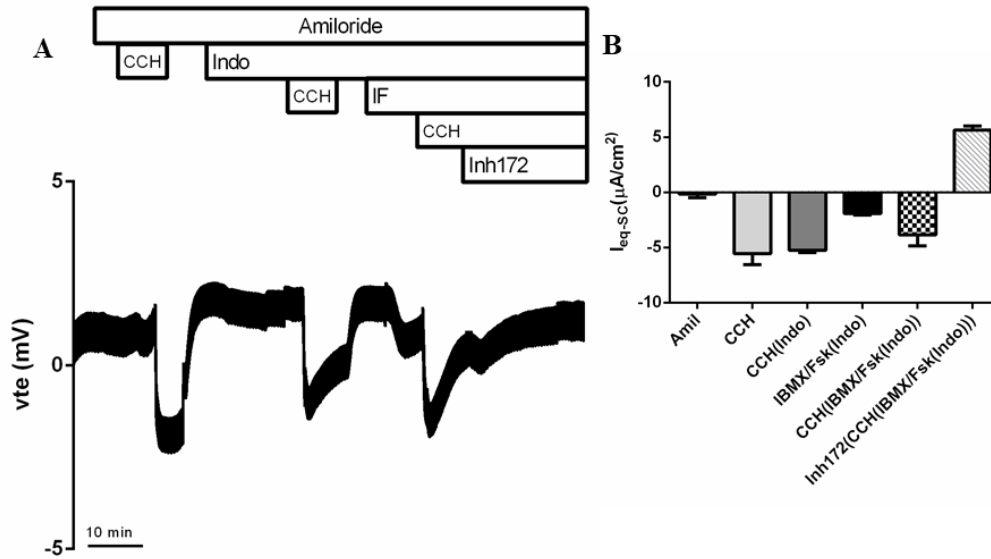 A
Amiloride
CCH
Indo
CCH
IF
CCH
Inh172
5
0
-5
vte (mV)
10 min
B
10
5
0
-5
-10
Ieq-SC(µA/cm²)
Amil
CCH
CCH(Indo)
IBMX/Fsk(Indo)
CCH(IBMX/Fsk(Indo))
Inh172(CCH(IBMX/Fsk(Indo)))